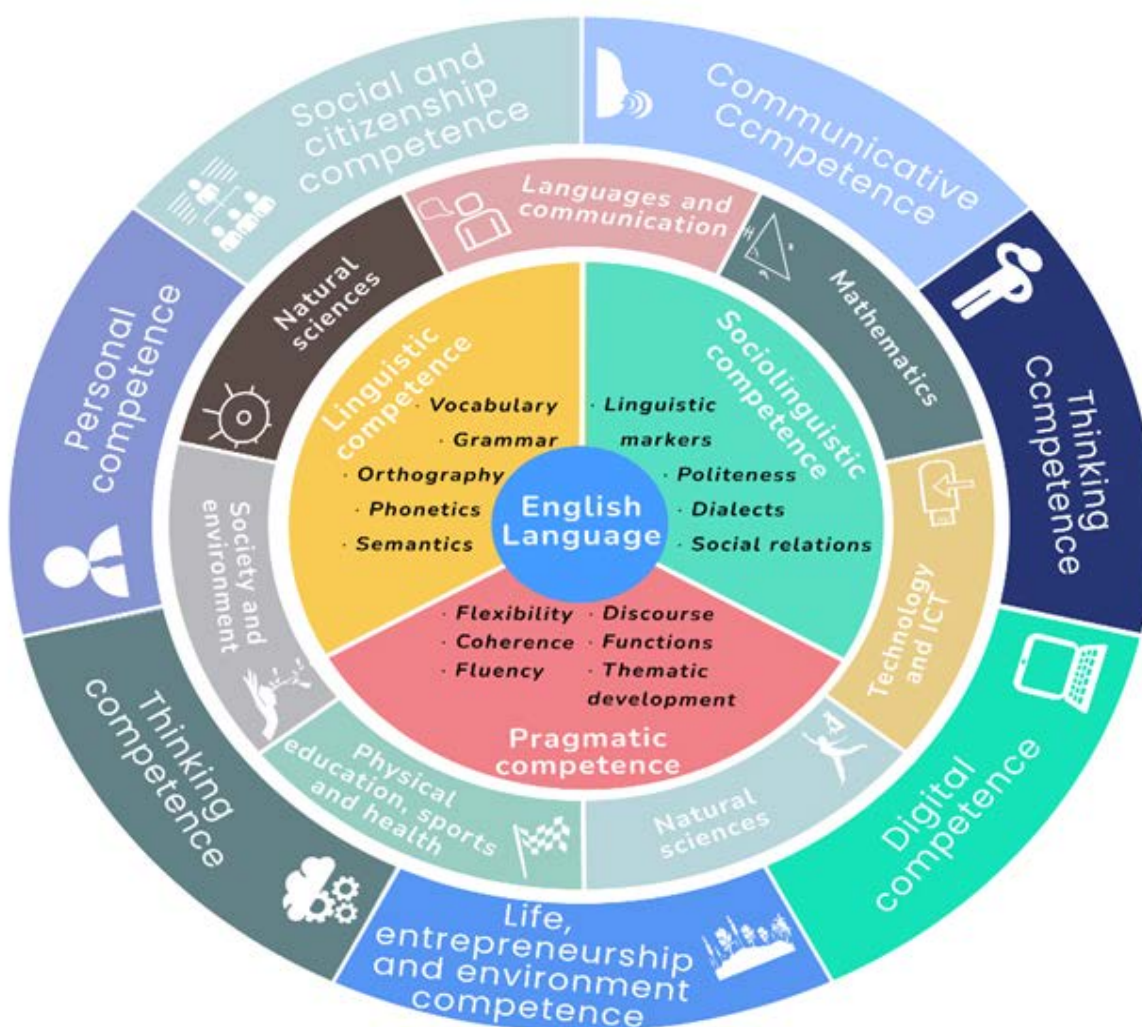 Social and
citizenship
competence
Communicative
Ccmpetence
Thinking
Ccmpetence
Digital
competence
Life,
entrepreneurship
and environment
competence
Thinking
competence
Personal
competence
Languages and
communication
Mathematics
Technology
and ICT
Natural
sciences
Physical
education, sports
and health
Society and
environment
Natural
sciences
Linguistic
competence
· Vocabulary
· Grammar
· Orthography
· Phonetics
· Semantics
Sociolinguistic
competence
· Linguistic
markers
· Politeness
· Dialects
· Social relations
English
Language
· Flexibility
· Coherence
· Fluency
· Discourse
· Functions
· Thematic
development
Pragmatic
competence